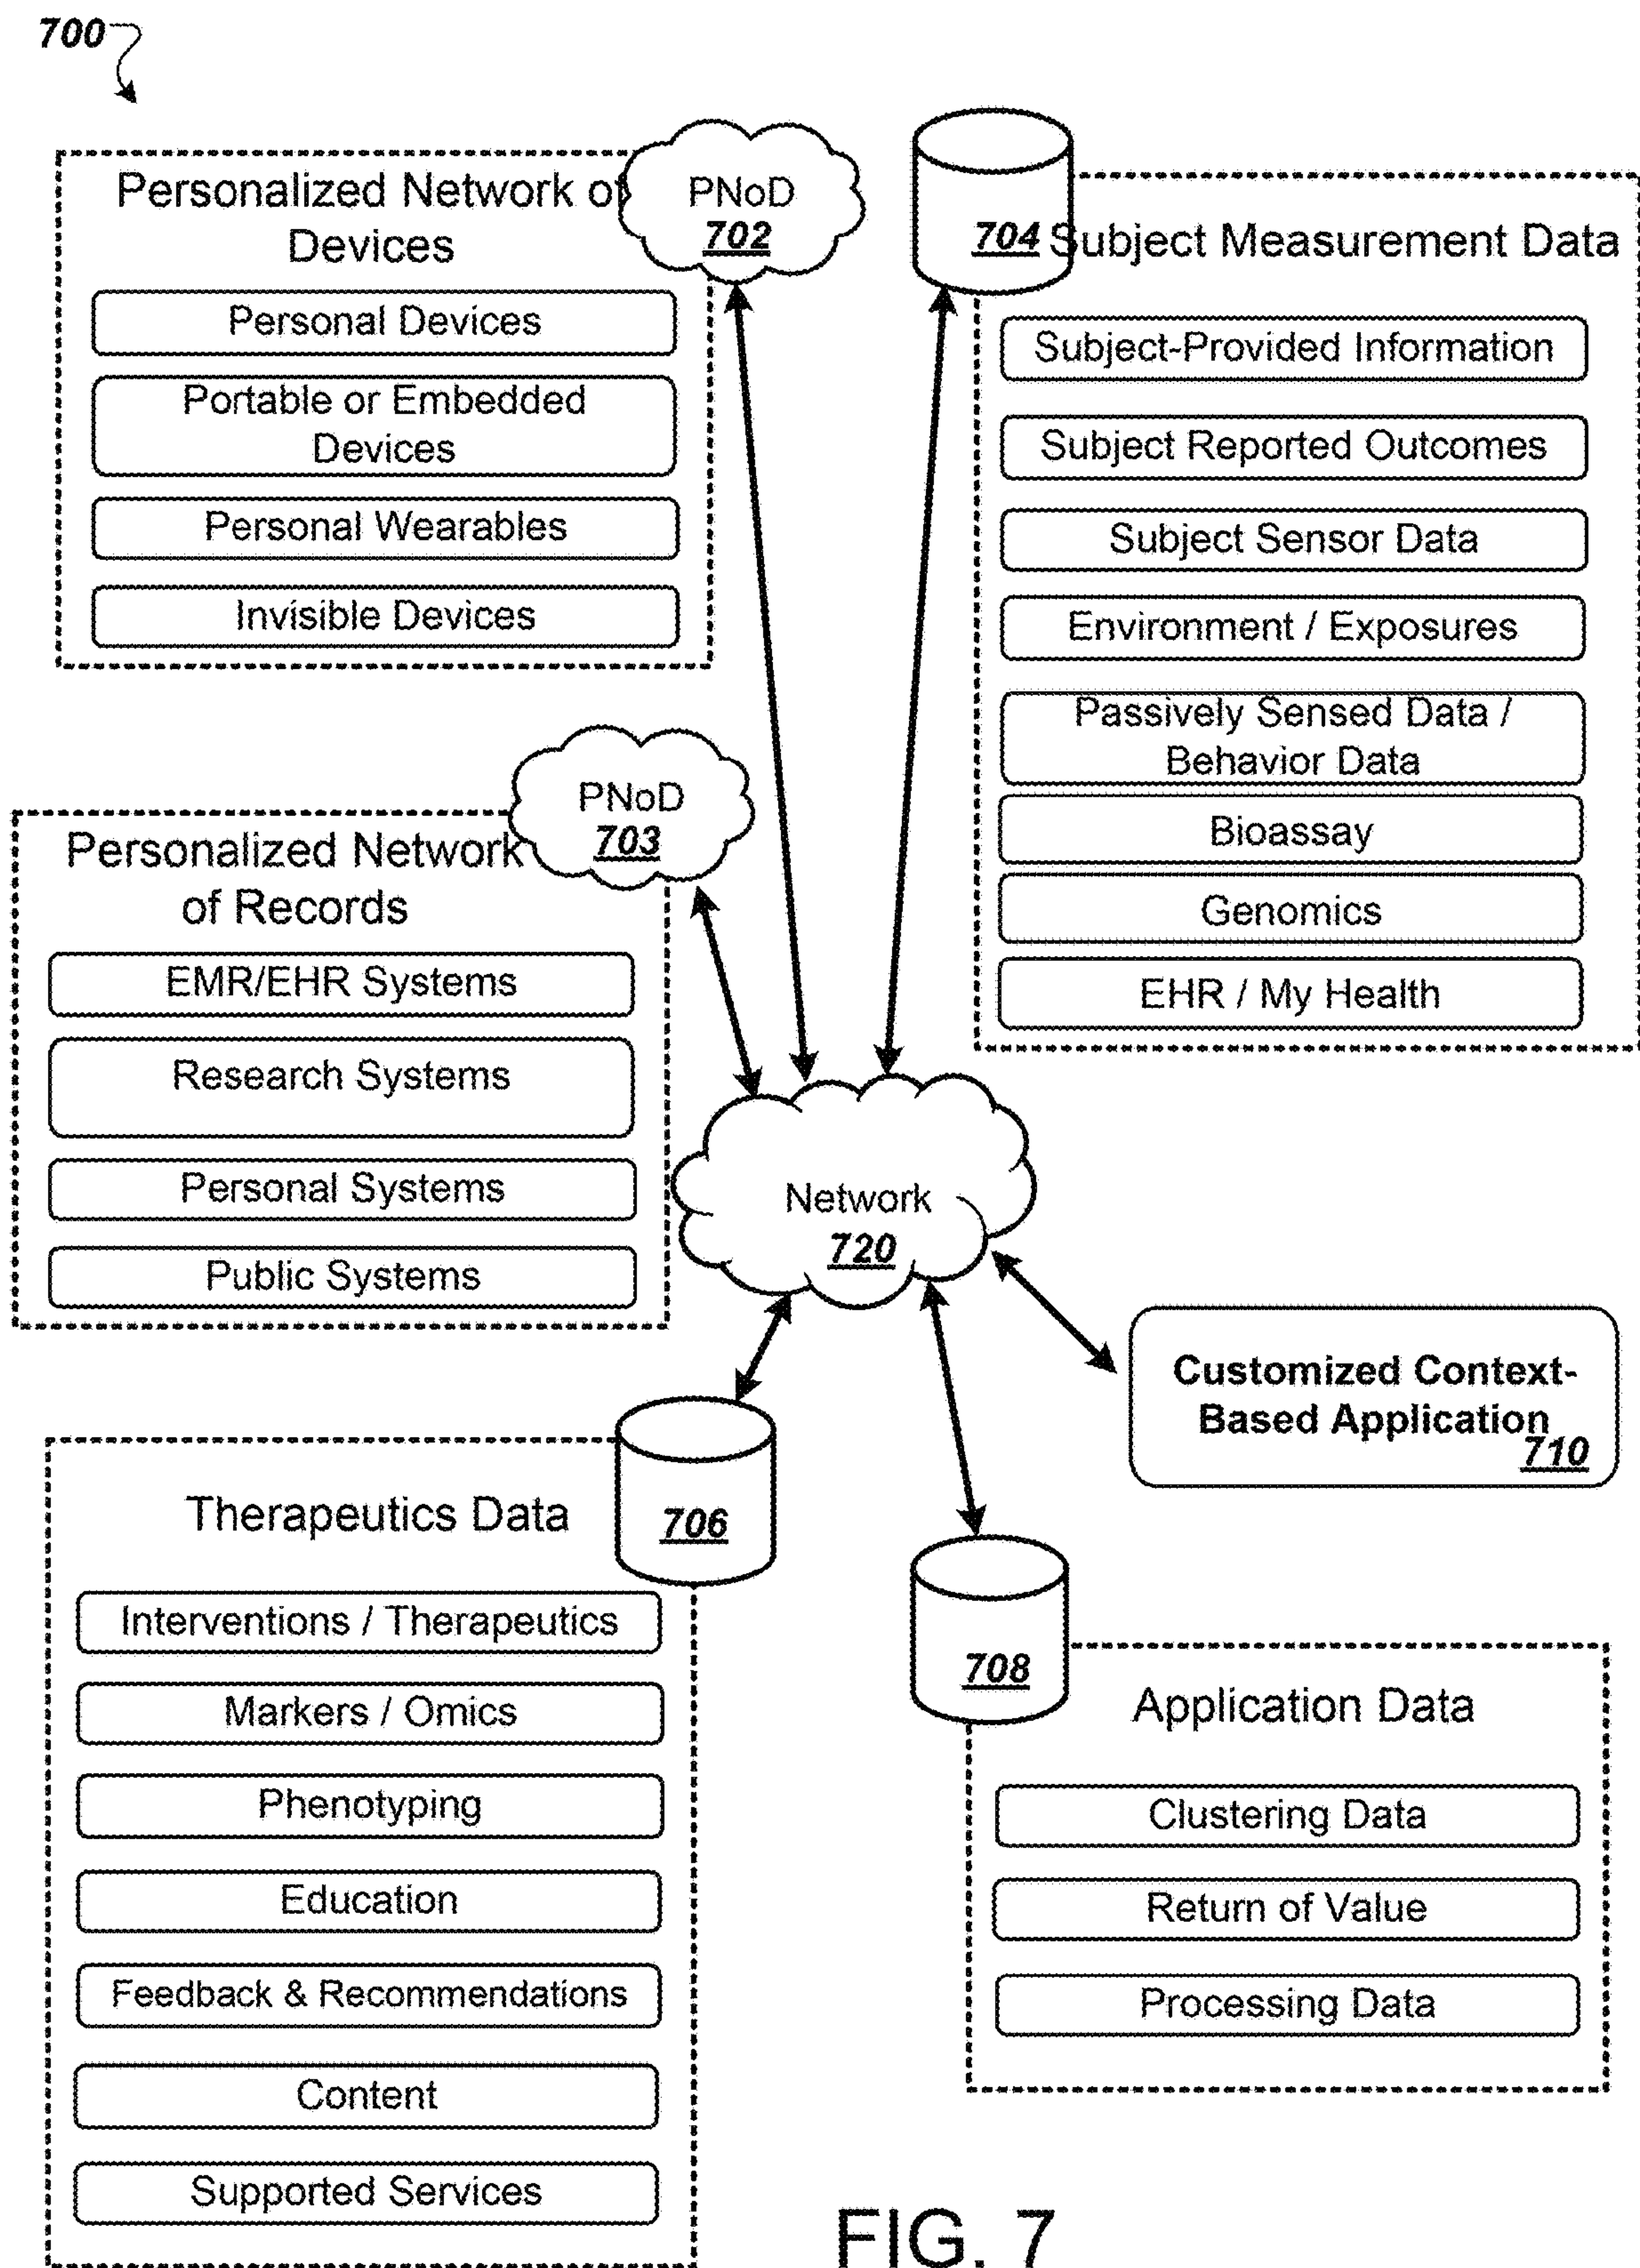 700
Personalized Network of
Devices
PNoD
702
Personal Devices
Portable or Embedded
Devices
Personal Wearables
Invisible Devices
704 Subject Measurement Data
Subject-Provided Information
Subject Reported Outcomes
Subject Sensor Data
Environment / Exposures
Passively Sensed Data /
Behavior Data
Bioassay
Genomics
EHR / My Health
PNoD
703
Personalized Network
of Records
EMR/EHR Systems
Research Systems
Personal Systems
Public Systems
Network
720
Customized Context-
Based Application
710
706
Therapeutics Data
Interventions / Therapeutics
Markers / Omics
Phenotyping
Education
Feedback & Recommendations
Content
Supported Services
708
Application Data
Clustering Data
Return of Value
Processing Data
FIG. 7